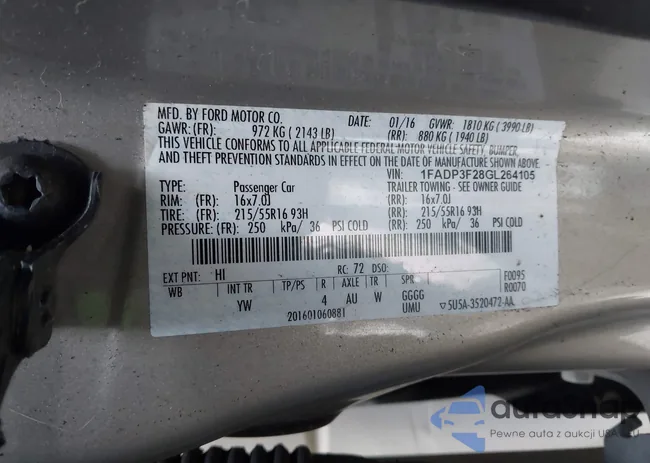 MFD. BY FORD MOTOR CO. DATE: 01/16 GVWR: 1810 KG ( 3990 LB)
GAWR: (FR): 972 KG ( 2143 LB) (RR): 880 KG ( 1940 LB)
THIS VEHICLE CONFORMS TO ALL APPLICABLE FEDERAL MOTOR VEHICLE SAFETY, BUMPER,
AND THEFT PREVENTION STANDARDS IN EFFECT ON THE DATE OF MANUFACTURE SHOWN ABOVE.
VIN: 1FADP3F28GL264105
TYPE: Passenger Car TRAILER TOWING - SEE OWNER GUIDE
RIM: (FR): 16x7.0J (RR): 16x7.0J
TIRE: (FR): 215/55R16 93H (RR): 215/55R16 93H
PRESSURE: (FR): 250 kPa/ 36 PSI COLD (RR): 250 kPa/ 36 PSI COLD
EXT PNT: HI RC: 72 DSO: F0095
WB INT TR TP/PS R AXLE TR SPR R0070
YW 4 AU W GGGG
UMU
201601060881 ▽5U5A-3520472-AA
autoshop
Pewne auta z aukcji USA